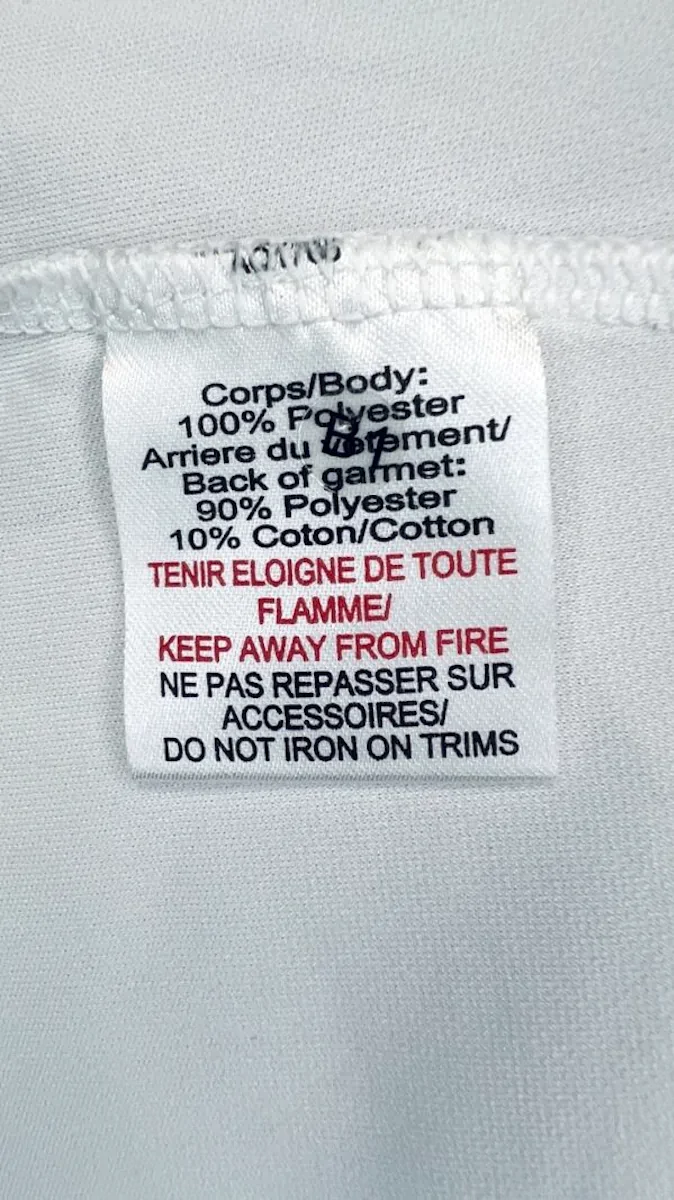 Corps/Body:
100% Polyester
Arriere du vetement/
Back of garmet:
90% Polyester
10% Coton/Cotton
TENIR ELOIGNE DE TOUTE
FLAMME/
KEEP AWAY FROM FIRE
NE PAS REPASSER SUR
ACCESSOIRES/
DO NOT IRON ON TRIMS